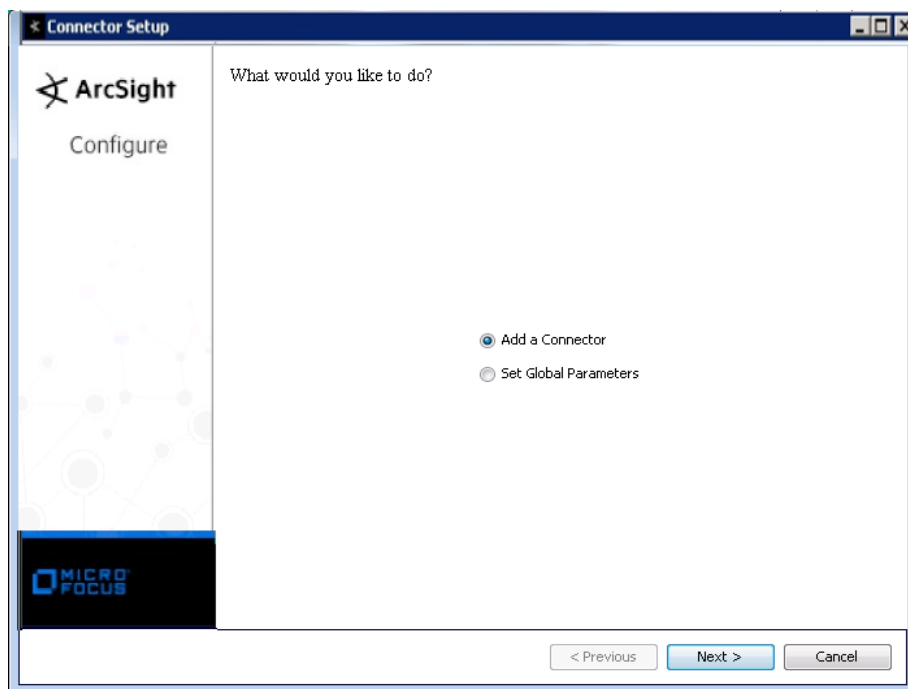 Connector Setup
ArcSight
Configure
What would you like to do?
Add a Connector
Set Global Parameters
MICRO
FOCUS
< Previous
Next >
Cancel